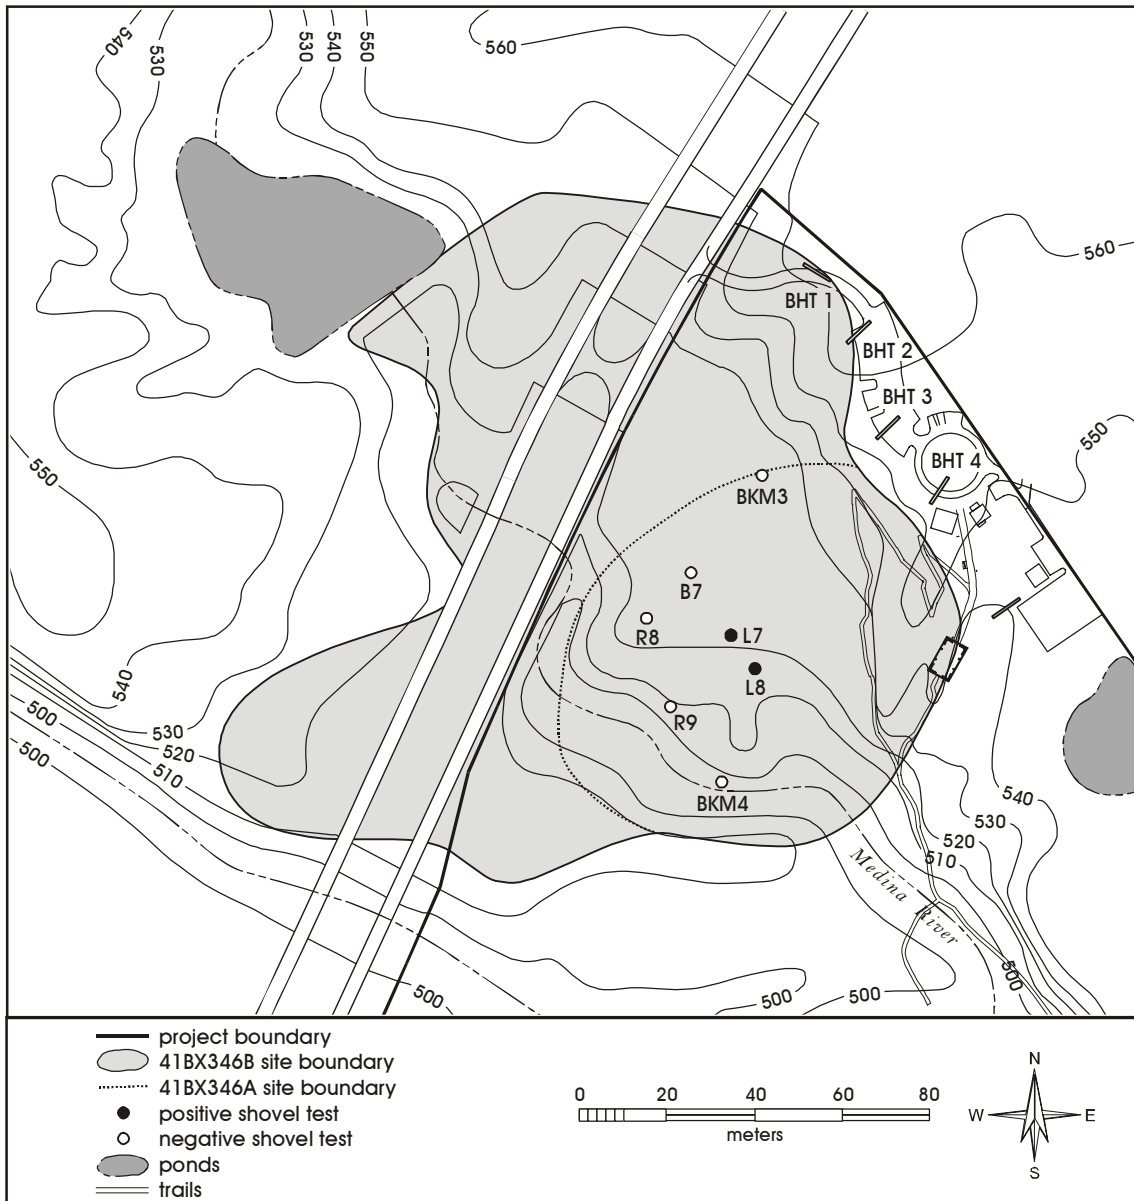 540
530
530
540
550
560
560
550
550
540
530
520
510
500
500
BHT 1
BHT 2
BHT 3
BHT 4
BKM3
B7
R8
L7
L8
R9
BKM4
540
530
520
510
Medina River
500
500
500
500
project boundary
41BX346B site boundary
41BX346A site boundary
positive shovel test
negative shovel test
ponds
trails
0 20 40 60 80
meters
N
W E
S